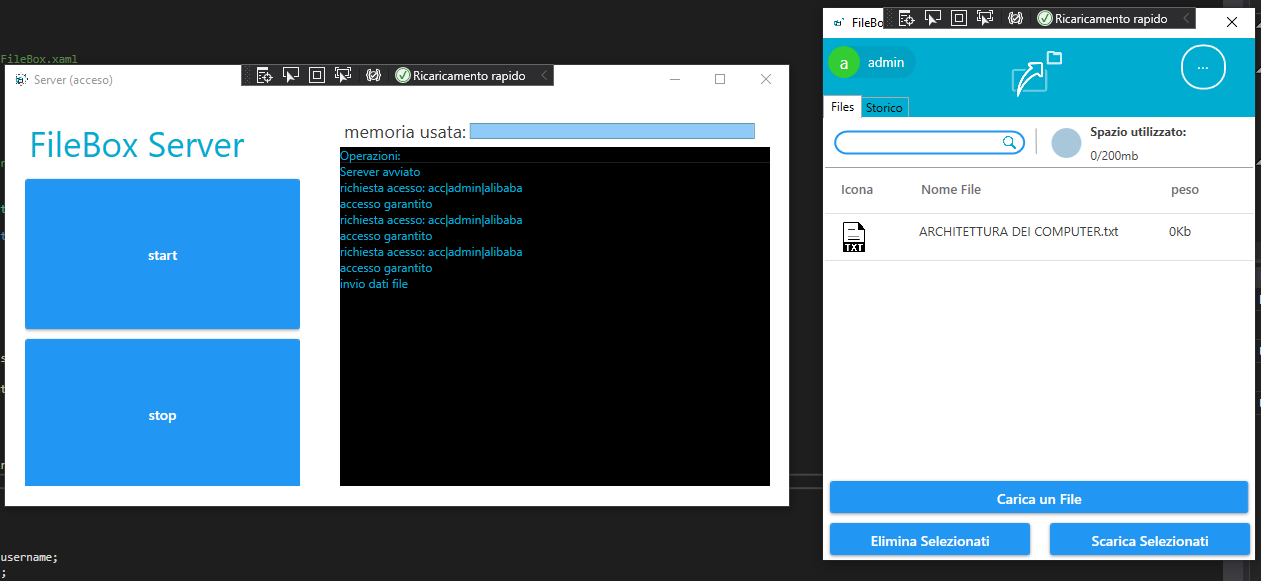 FileBox.xaml
Server (acceso)
Ricaricamento rapido
FileBox Server
start
stop
memoria usata:
Operazioni:
Serever avviato
richiesta acesso: acc|admin|alibaba
accesso garantito
richiesta acesso: acc|admin|alibaba
accesso garantito
richiesta acesso: acc|admin|alibaba
accesso garantito
invio dati file
username;
;
FileBo
Ricaricamento rapido
a admin
...
Files Storico
Spazio utilizzato:
0/200mb
Icona Nome File peso
TXT ARCHITETTURA DEI COMPUTER.txt 0Kb
Carica un File
Elimina Selezionati Scarica Selezionati